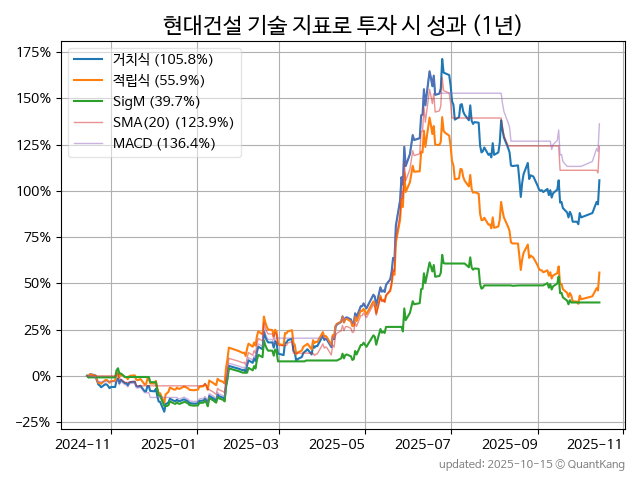 현대건설 기술 지표로 투자 시 성과 (1년)
거치식 (105.8%)
적립식 (55.9%)
SigM (39.7%)
SMA(20) (123.9%)
MACD (136.4%)
175%
150%
125%
100%
75%
50%
25%
0%
−25%
2024-11 2025-01 2025-03 2025-05 2025-07 2025-09 2025-11
updated: 2025-10-15 © QuantKang